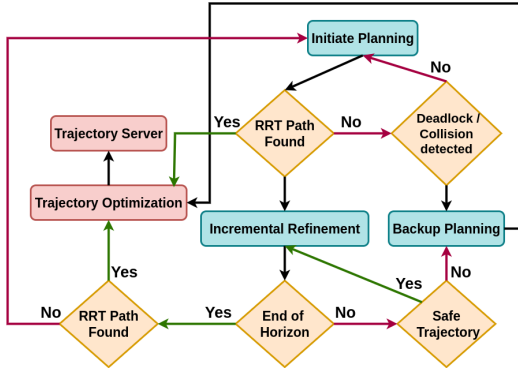 Initiate Planning
No
Yes
RRT Path
Found
No
Deadlock /
Collision
detected
Trajectory Server
Trajectory Optimization
Incremental Refinement
Backup Planning
Yes
Yes
No
No
RRT Path
Found
Yes
End of
Horizon
No
Safe
Trajectory